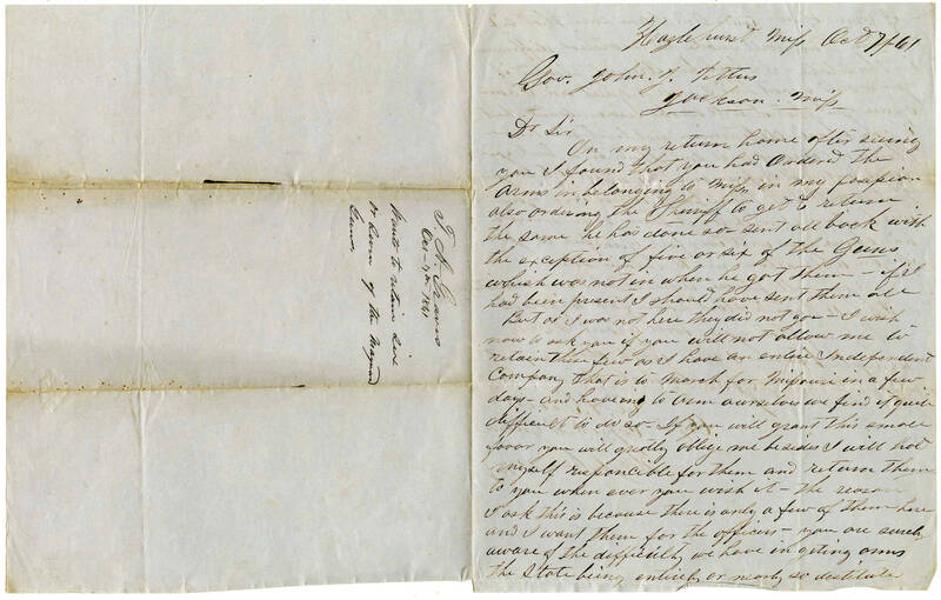 Hazlehurst Miss Oct 7/61
Gov. John. J. Pettus
Jackson. Miss
Dr Sir
On my return home after seeing
you I found that you had Orderd the
Arms in belonging to Miss, in my possession
also ordering the Sheriff to get & return
the same he has done so - sent all back with
the exception of five or six of the Guns
which was not in when he got them - if I
had been present I should have sent them all
But as I was not here they did not go - I wish
now to ask you if you will not allow me to
retain these few as I have an entire Independent
Company that is to March for Missouri in a few
days - and haveing to arm ourselves we find it quite
difficult to do so - If you will grant this small
favor you will greatly oblige me besides I will hold
myself responcible for them and return them
to you when ever you wish it - the reason
I ask this is because there is only a few of them here
and I want them for the officers - you are surely
aware of the difficulty we have in geting arms
the State being entirely or nearly so destitute
Oct - 7th 1861
Wants to retain five
or six of the Maynard
Guns